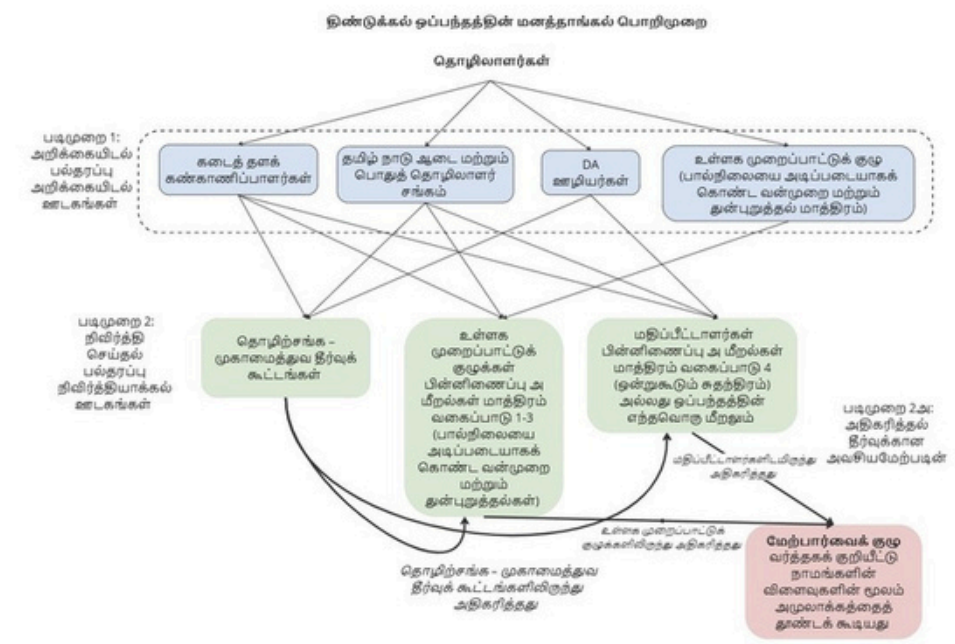 திண்டுக்கல் ஒப்பந்தத்தின் மனத்தாங்கல் பொறிமுறை
தொழிலாளர்கள்
படிமுறை 1:
அறிக்கையிடல்
பல்தரப்பு
அறிக்கையிடல்
ஊடகங்கள்
கடைத் தளக்
கண்காணிப்பாளர்கள்
தமிழ் நாடு ஆடை மற்றும்
பொதுத் தொழிலாளர்
சங்கம்
DA
ஊழியர்கள்
உள்ளக முறைப்பாட்டுக் குழு
(பால்நிலையை அடிப்படையாகக்
கொண்ட வன்முறை மற்றும்
துன்புறுத்தல் மாத்திரம்)
படிமுறை 2:
நிவிர்த்தி
செய்தல்
பல்தரப்பு
நிவிர்த்தியாக்கல்
ஊடகங்கள்
தொழிற்சங்க –
முகாமைத்துவ தீர்வுக்
கூட்டங்கள்
உள்ளக
முறைப்பாட்டுக்
குழுக்கள்
பின்னிணைப்பு அ
மீறல்கள் மாத்திரம்
வகைப்பாடு 1-3
(பால்நிலையை
அடிப்படையாகக்
கொண்ட வன்முறை
மற்றும்
துன்புறுத்தல்கள்)
மதிப்பீட்டாளர்கள்
பின்னிணைப்பு அ மீறல்கள்
மாத்திரம் வகைப்பாடு 4
(ஒன்றுகூடும் சுதந்திரம்)
அல்லது ஒப்பந்தத்தின்
எந்தவொரு மீறலும்
படிமுறை 2அ:
அதிகரித்தல்
தீர்வுக்கான
அவசியமேற்படின்
மதிப்பீட்டாளர்களிடமிருந்து
அதிகரித்தது
உள்ளக முறைப்பாட்டுக்
குழுக்களிலிருந்து அதிகரித்தது
தொழிற்சங்க – முகாமைத்துவ
தீர்வுக் கூட்டங்களிலிருந்து
அதிகரித்தது
மேற்பார்வைக் குழு
வர்த்தகக் குறியீட்டு
நாமங்களின்
விளைவுகளின் மூலம்
அமுலாக்கத்தைத்
தூண்டக் கூடியது